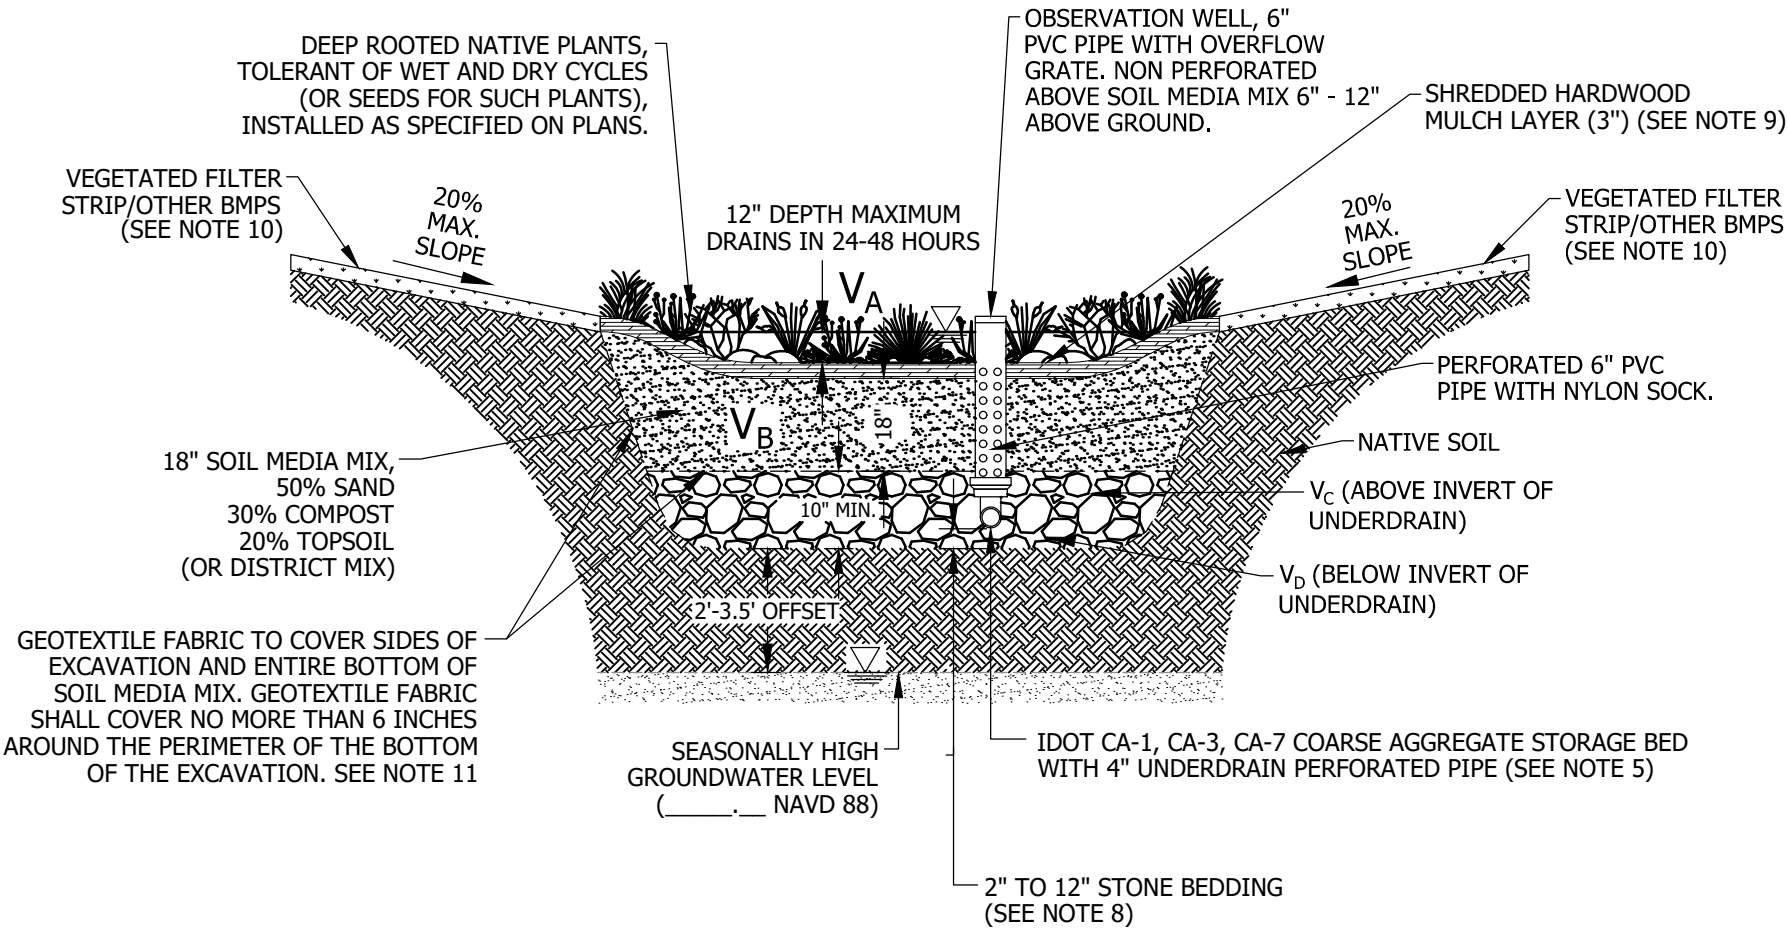 OBSERVATION WELL, 6"
PVC PIPE WITH OVERFLOW
GRATE. NON PERFORATED
ABOVE SOIL MEDIA MIX 6" - 12"
ABOVE GROUND.
DEEP ROOTED NATIVE PLANTS,
TOLERANT OF WET AND DRY CYCLES
(OR SEEDS FOR SUCH PLANTS),
INSTALLED AS SPECIFIED ON PLANS.
SHREDDED HARDWOOD
MULCH LAYER (3") (SEE NOTE 9)
VEGETATED FILTER
STRIP/OTHER BMPS
(SEE NOTE 10)
20%
MAX.
SLOPE
12" DEPTH MAXIMUM
DRAINS IN 24-48 HOURS
20%
MAX.
SLOPE
VEGETATED FILTER
STRIP/OTHER BMPS
(SEE NOTE 10)
VA
PERFORATED 6" PVC
PIPE WITH NYLON SOCK.
VB
18"
NATIVE SOIL
18" SOIL MEDIA MIX,
50% SAND
30% COMPOST
20% TOPSOIL
(OR DISTRICT MIX)
10" MIN.
VC (ABOVE INVERT OF
UNDERDRAIN)
VD (BELOW INVERT OF
UNDERDRAIN)
2'-3.5' OFFSET
GEOTEXTILE FABRIC TO COVER SIDES OF
EXCAVATION AND ENTIRE BOTTOM OF
SOIL MEDIA MIX. GEOTEXTILE FABRIC
SHALL COVER NO MORE THAN 6 INCHES
AROUND THE PERIMETER OF THE BOTTOM
OF THE EXCAVATION. SEE NOTE 11
SEASONALLY HIGH
GROUNDWATER LEVEL
(_____.__ NAVD 88)
IDOT CA-1, CA-3, CA-7 COARSE AGGREGATE STORAGE BED
WITH 4" UNDERDRAIN PERFORATED PIPE (SEE NOTE 5)
2" TO 12" STONE BEDDING
(SEE NOTE 8)